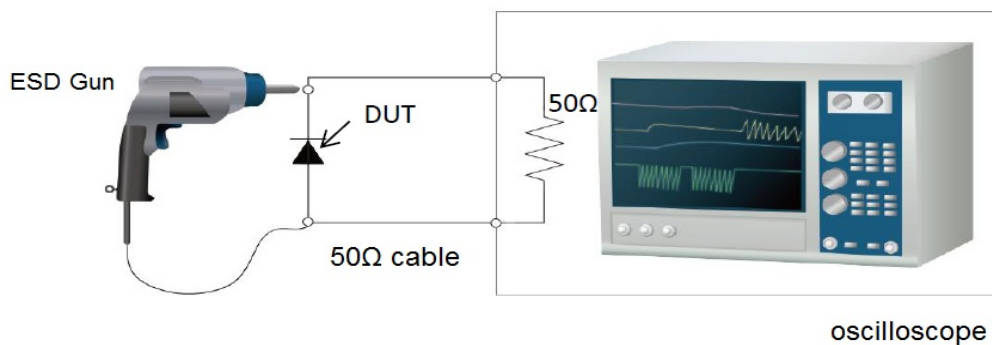 ESD Gun
DUT
50Ω
50Ω cable
oscilloscope